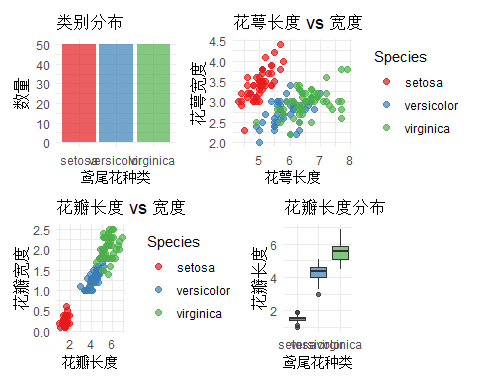 类别分布
50
40
30
20
10
0
数量
setosa versicolor virginica
鸢尾花种类
花萼长度 vs 宽度
4.5
4.0
3.5
3.0
2.5
2.0
花萼宽度
5 6 7 8
花萼长度
Species
setosa
versicolor
virginica
花瓣长度 vs 宽度
2.5
2.0
1.5
1.0
0.5
0.0
花瓣宽度
2 4 6
花瓣长度
Species
setosa
versicolor
virginica
花瓣长度分布
6
4
2
花瓣长度
setosa versicolor virginica
鸢尾花种类